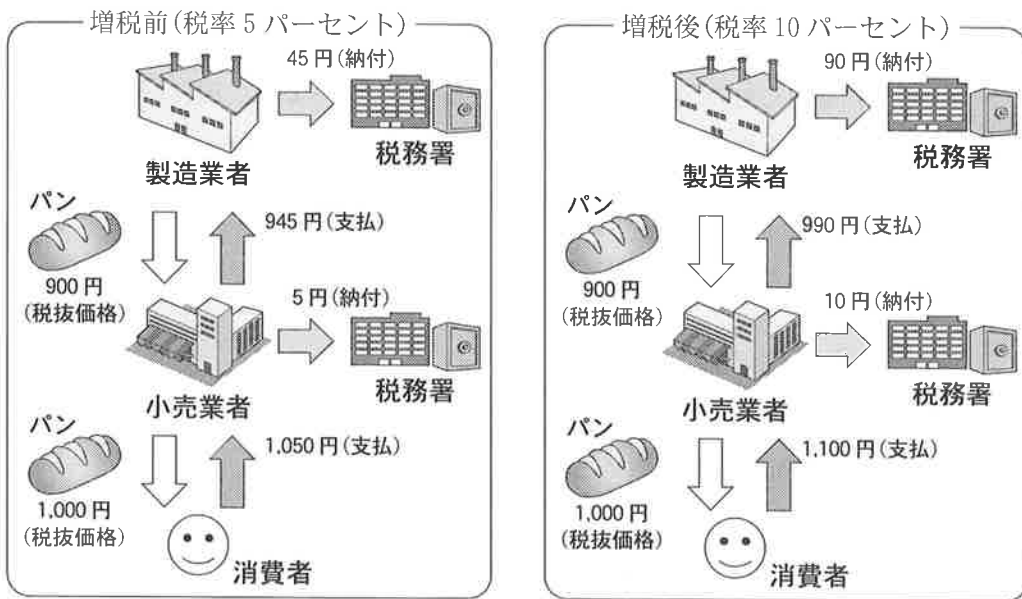 増税前(税率5パーセント)
45円(納付)
税務署
製造業者
パン
945円(支払)
900円
(税抜価格)
5円(納付)
税務署
小売業者
パン
1,050円(支払)
1,000円
(税抜価格)
消費者
増税後(税率10パーセント)
90円(納付)
税務署
製造業者
パン
990円(支払)
900円
(税抜価格)
10円(納付)
税務署
小売業者
パン
1,100円(支払)
1,000円
(税抜価格)
消費者